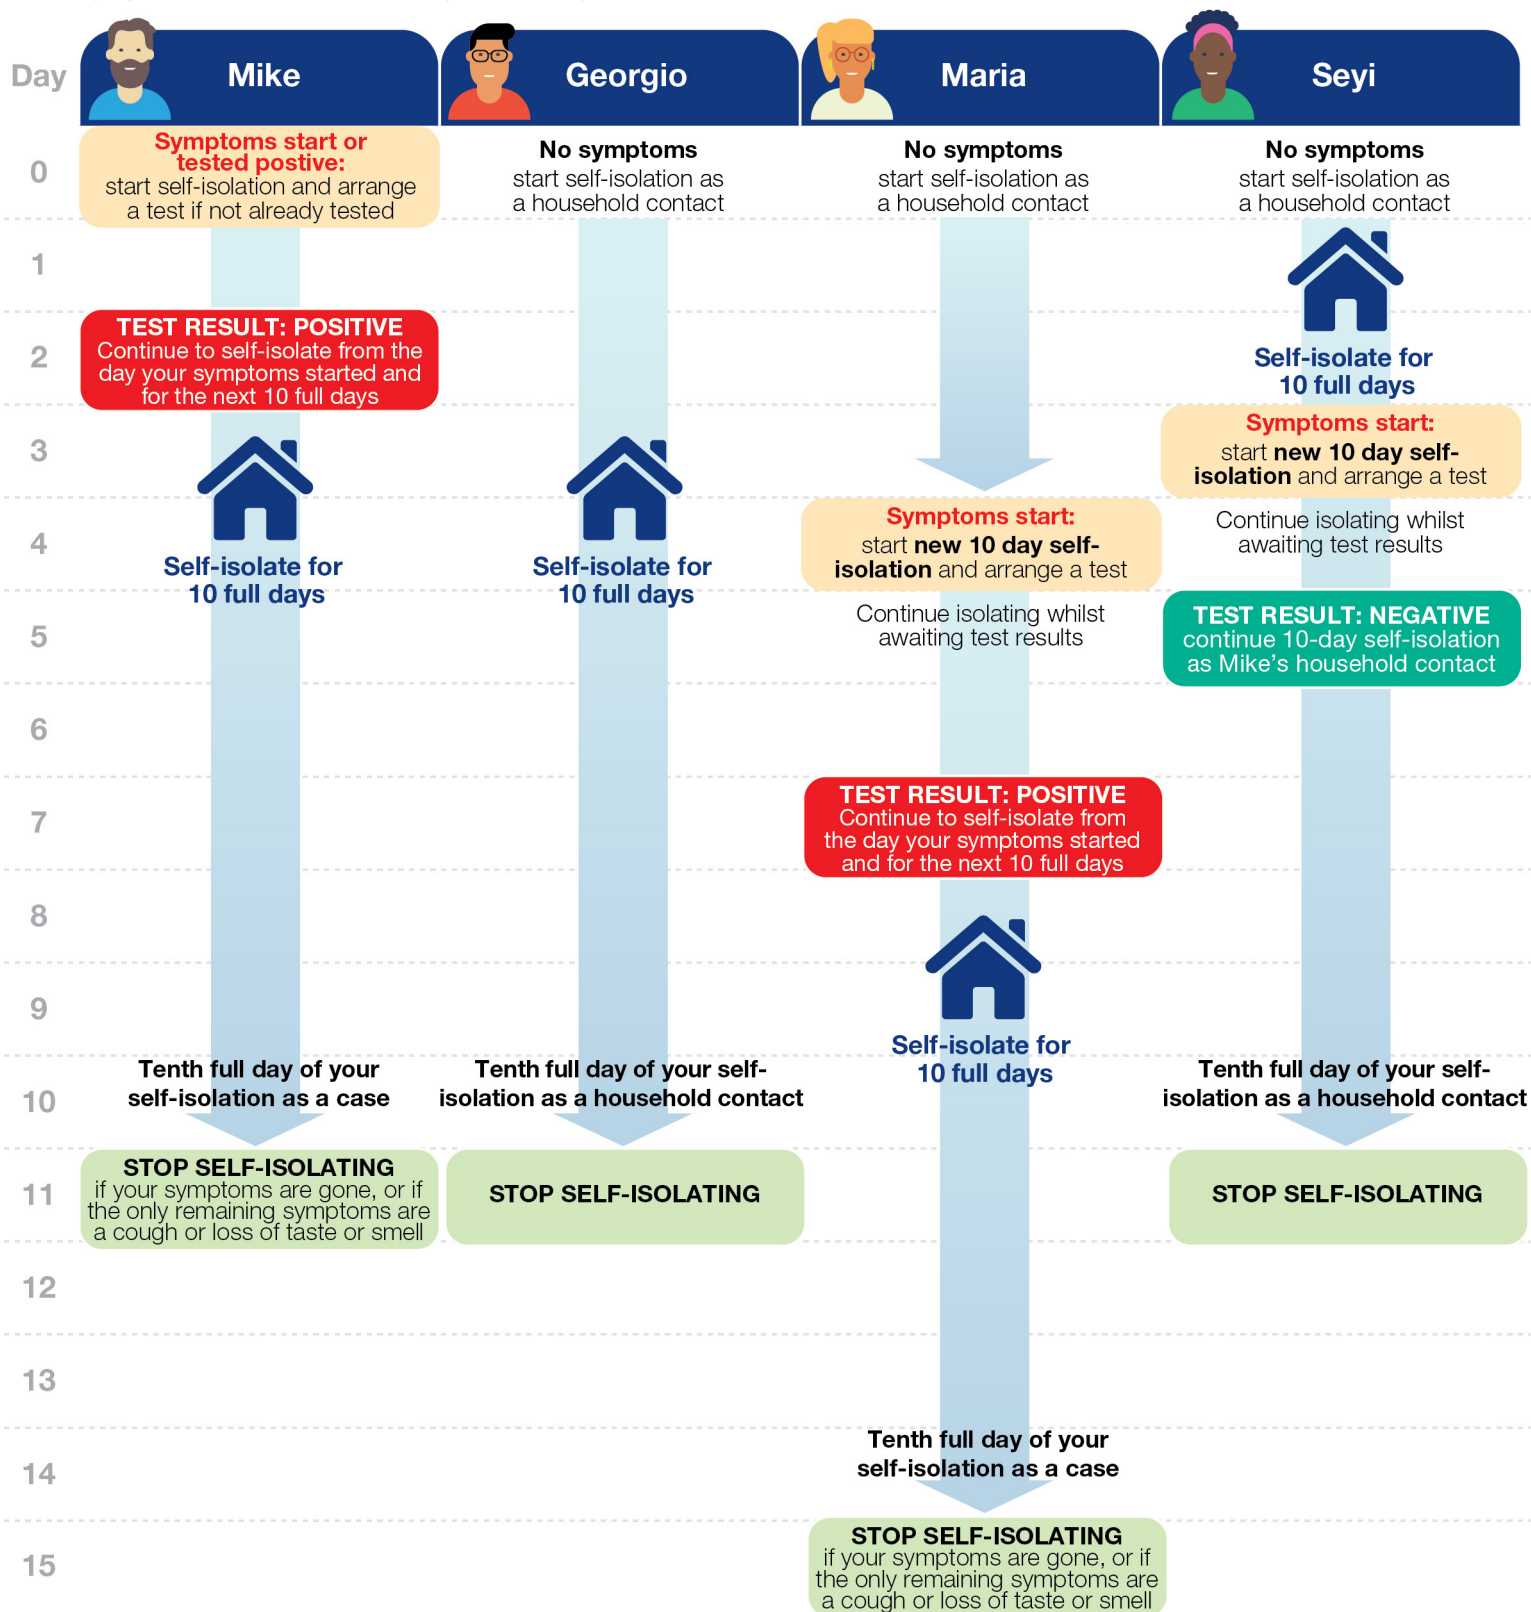 Day
Mike
Georgio
Maria
Seyi
0
Symptoms start or
tested postive:
start self-isolation and arrange
a test if not already tested
No symptoms
start self-isolation as
a household contact
No symptoms
start self-isolation as
a household contact
No symptoms
start self-isolation as
a household contact
1
2
TEST RESULT: POSITIVE
Continue to self-isolate from the
day your symptoms started and
for the next 10 full days
Self-isolate for
10 full days
3
Symptoms start:
start new 10 day self-
isolation and arrange a test
4
Self-isolate for
10 full days
Self-isolate for
10 full days
Symptoms start:
start new 10 day self-
isolation and arrange a test
Continue isolating whilst
awaiting test results
5
Continue isolating whilst
awaiting test results
TEST RESULT: NEGATIVE
continue 10-day self-isolation
as Mike's household contact
6
7
TEST RESULT: POSITIVE
Continue to self-isolate from
the day your symptoms started
and for the next 10 full days
8
9
Self-isolate for
10 full days
10
Tenth full day of your
self-isolation as a case
Tenth full day of your self-
isolation as a household contact
Tenth full day of your self-
isolation as a household contact
11
STOP SELF-ISOLATING
if your symptoms are gone, or if
the only remaining symptoms are
a cough or loss of taste or smell
STOP SELF-ISOLATING
STOP SELF-ISOLATING
12
13
14
Tenth full day of your
self-isolation as a case
15
STOP SELF-ISOLATING
if your symptoms are gone, or if
the only remaining symptoms are
a cough or loss of taste or smell